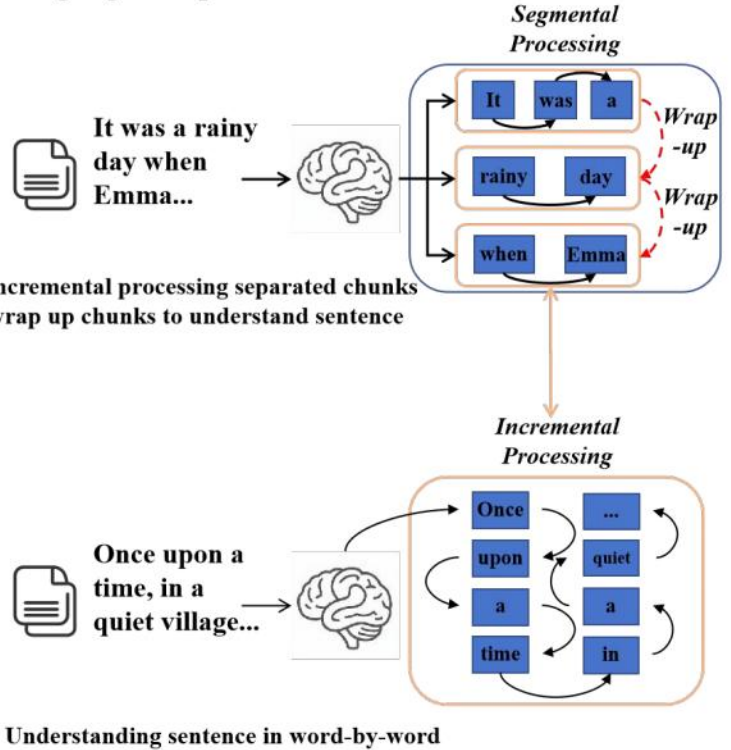 Segmental
Processing
It was a rainy
day when
Emma...
It was a
Wrap
-up
rainy day
Wrap
-up
when Emma
ncremental processing separated chunks
wrap up chunks to understand sentence
Incremental
Processing
Once upon a
time, in a
quiet village...
Once ...
upon quiet
a a
time in
Understanding sentence in word-by-word